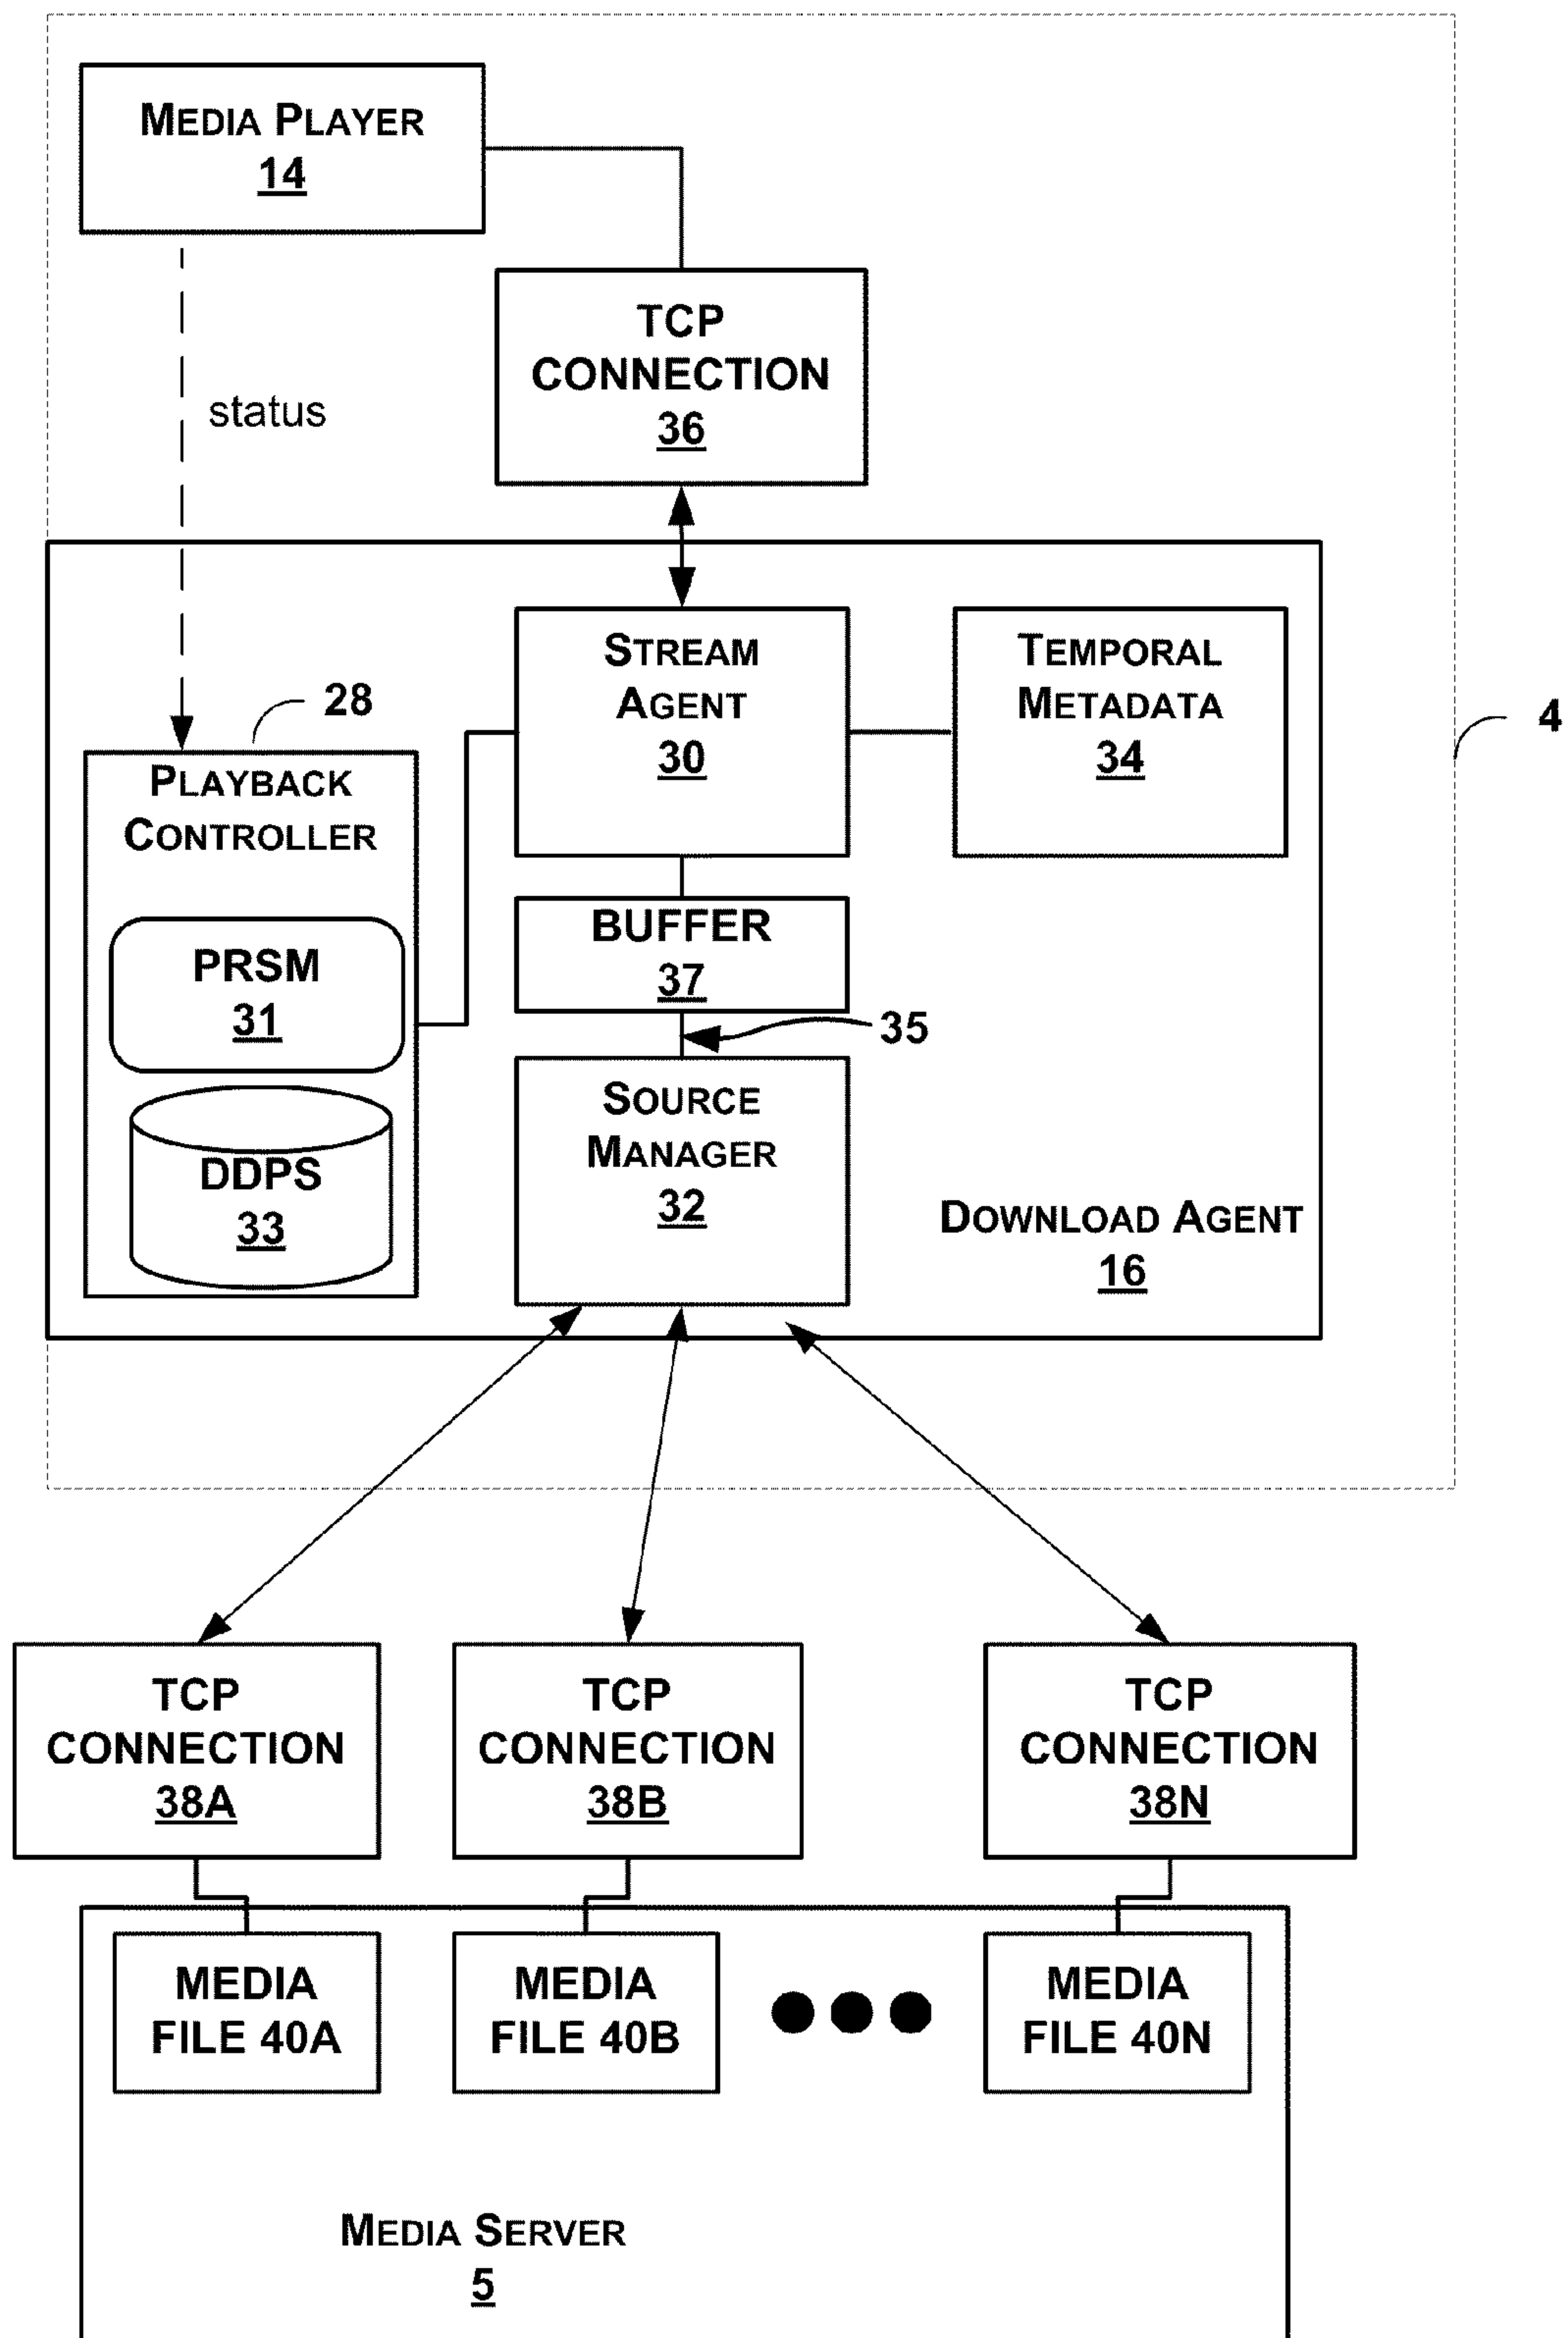 MEDIA PLAYER
14
TCP
CONNECTION
36
status
STREAM
AGENT
30
TEMPORAL
METADATA
34
28
4
PLAYBACK
CONTROLLER
PRSM
31
DDPS
33
BUFFER
37
35
SOURCE
MANAGER
32
DOWNLOAD AGENT
16
TCP
CONNECTION
38A
TCP
CONNECTION
38B
TCP
CONNECTION
38N
MEDIA
FILE 40A
MEDIA
FILE 40B
MEDIA
FILE 40N
MEDIA SERVER
5